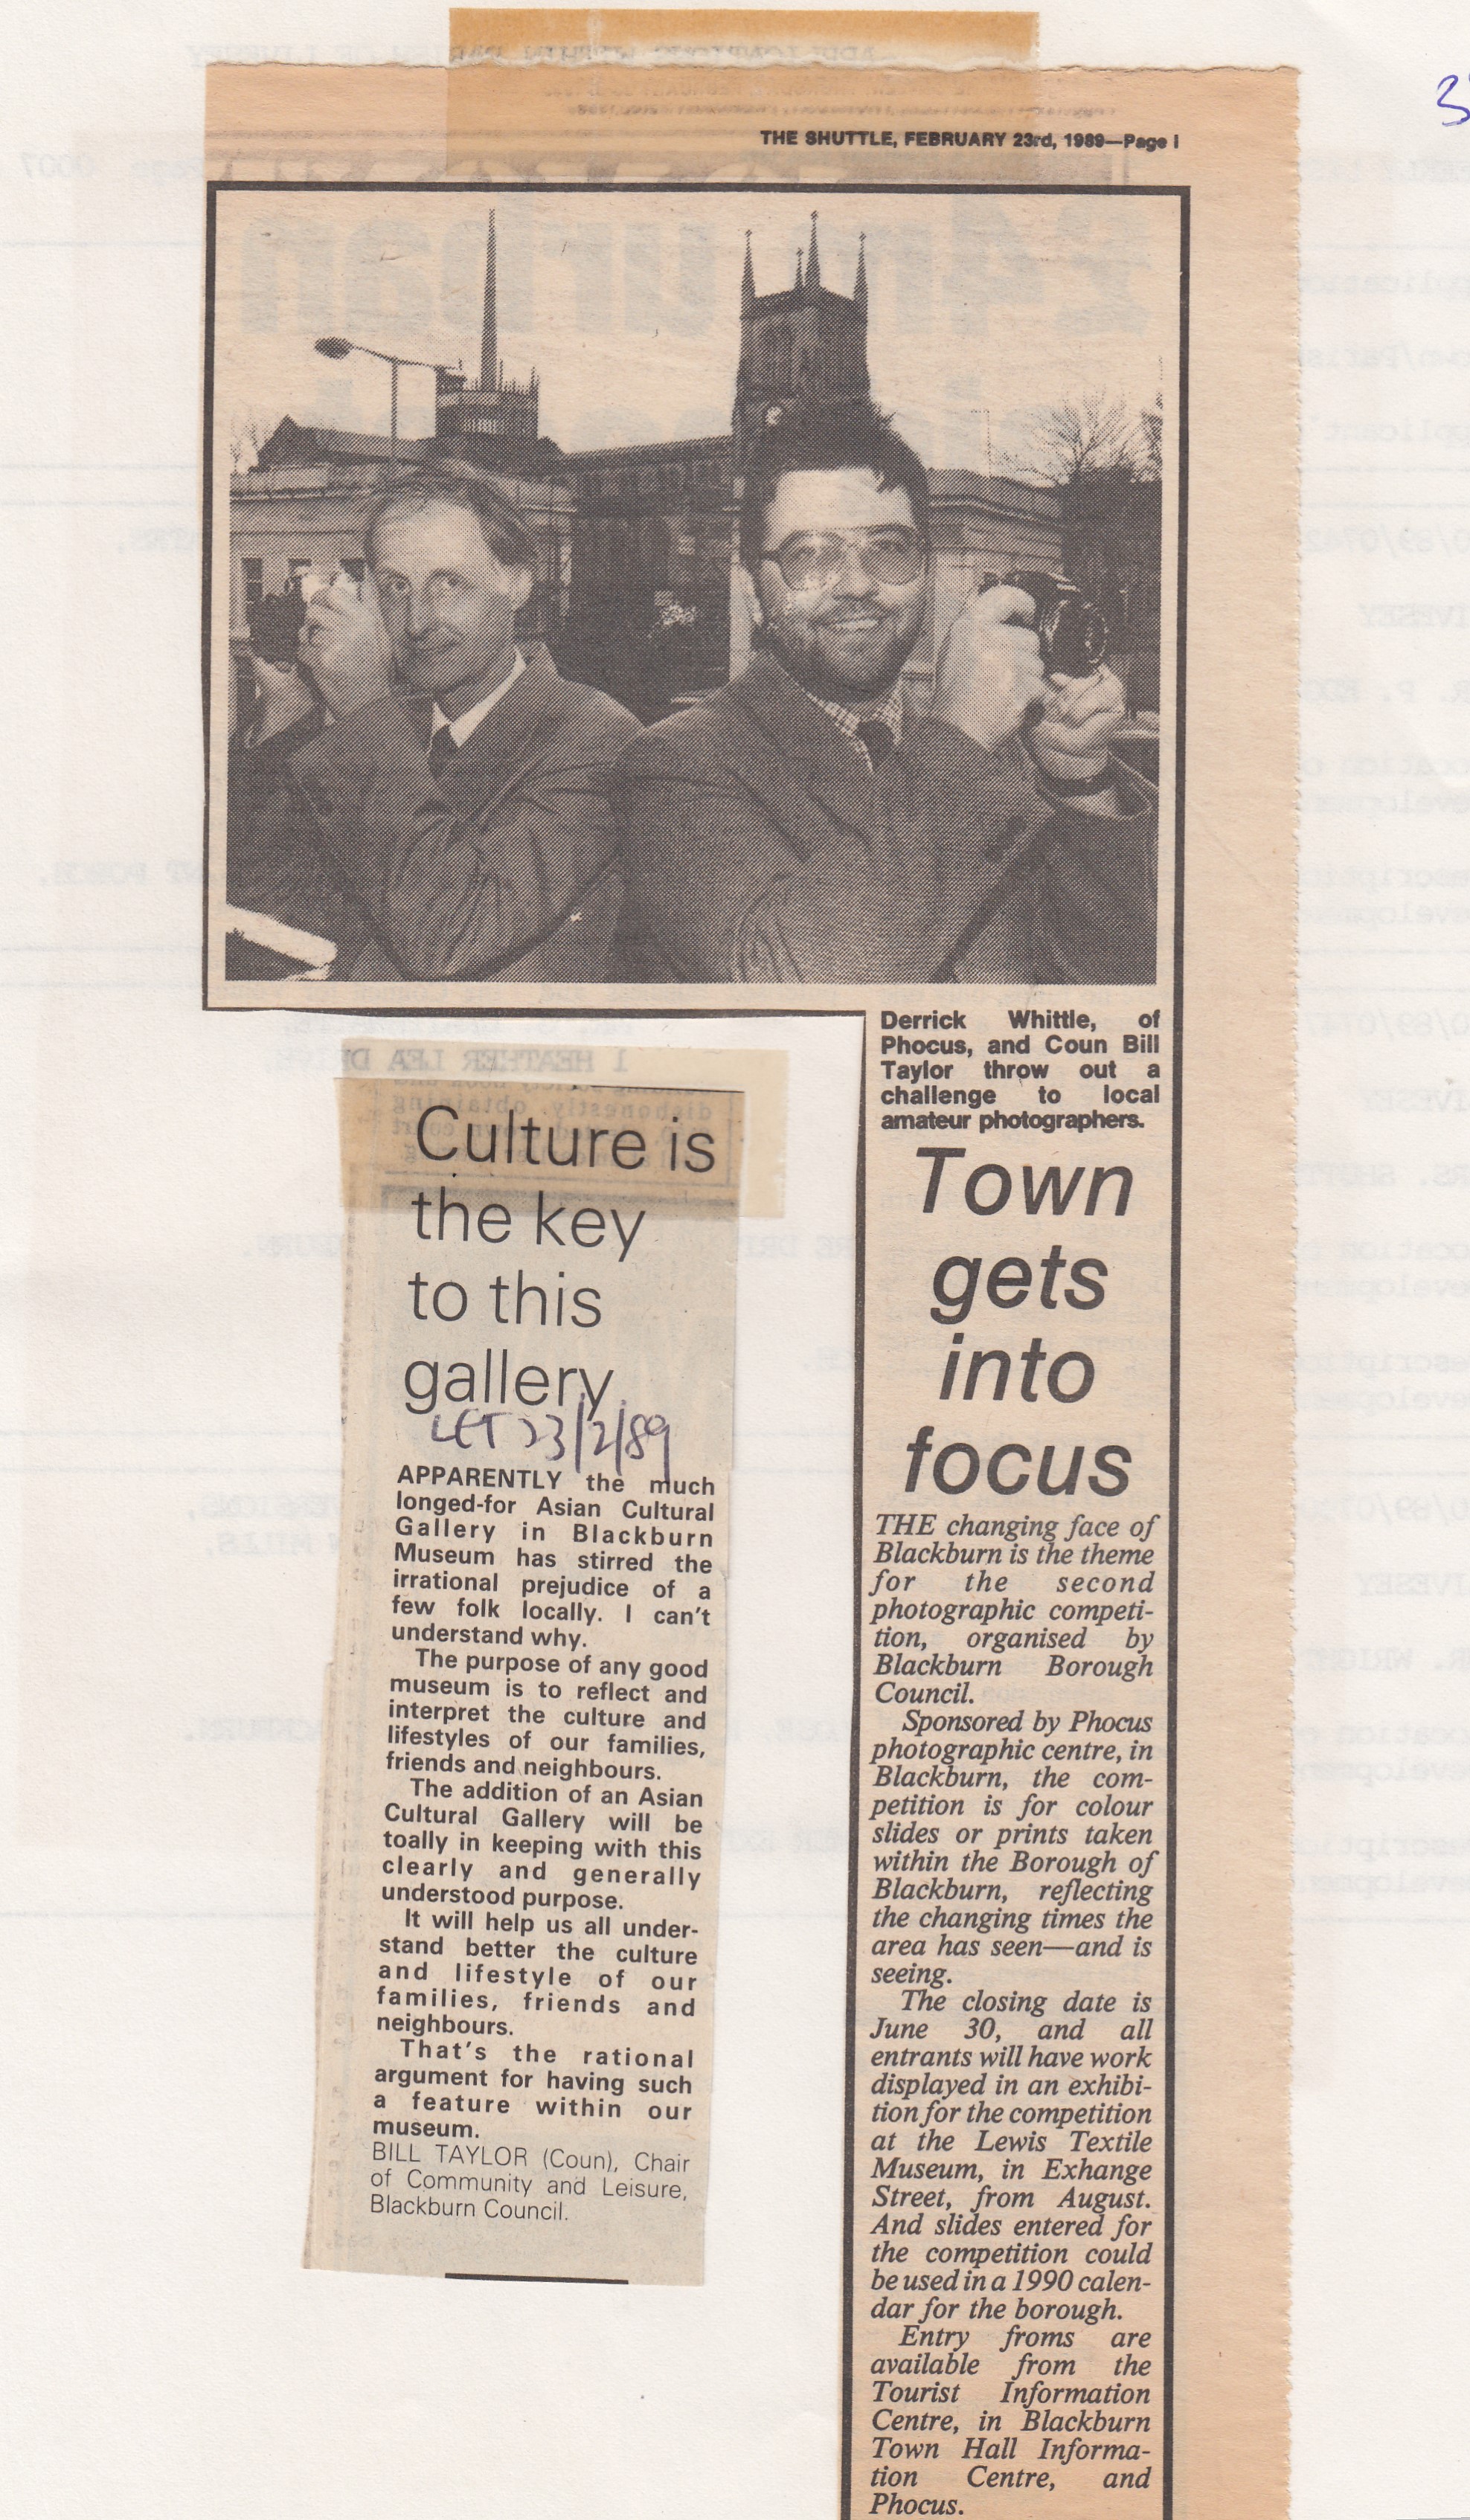 THE SHUTTLE, FEBRUARY 23rd, 1989—Page i
Derrick Whittle, of
Phocus, and Coun Bill
Taylor throw out a
challenge to local
amateur photographers.
Town
gets
into
focus
THE changing face of
Blackburn is the theme
for the second
photographic competi-
tion, organised by
Blackburn Borough
Council.
Sponsored by Phocus
photographic centre, in
Blackburn, the com-
petition is for colour
slides or prints taken
within the Borough of
Blackburn, reflecting
the changing times the
area has seen—and is
seeing.
The closing date is
June 30, and all
entrants will have work
displayed in an exhibi-
tion for the competition
at the Lewis Textile
Museum, in Exhange
Street, from August.
And slides entered for
the competition could
be used in a 1990 calen-
dar for the borough.
Entry froms are
available from the
Tourist Information
Centre, in Blackburn
Town Hall Informa-
tion Centre, and
Phocus.
Culture is
the key
to this
gallery
LET 23/2/89
APPARENTLY the much
longed-for Asian Cultural
Gallery in Blackburn
Museum has stirred the
irrational prejudice of a
few folk locally. I can't
understand why.
The purpose of any good
museum is to reflect and
interpret the culture and
lifestyles of our families,
friends and neighbours.
The addition of an Asian
Cultural Gallery will be
toally in keeping with this
clearly and generally
understood purpose.
It will help us all under-
stand better the culture
and lifestyle of our
families, friends and
neighbours.
That's the rational
argument for having such
a feature within our
museum.
BILL TAYLOR (Coun), Chair
of Community and Leisure,
Blackburn Council.